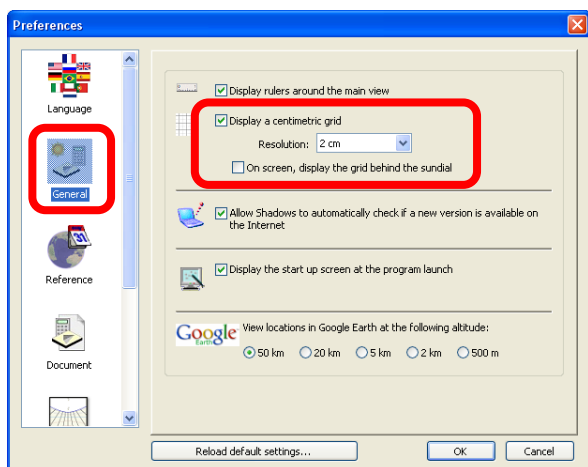 Preferences
Language
General
Reference
Document
Display rulers around the main view
Display a centimetric grid
Resolution: 2 cm
On screen, display the grid behind the sundial
Allow Shadows to automatically check if a new version is available on
the Internet
Display the start up screen at the program launch
Google Earth View locations in Google Earth at the following altitude:
50 km 20 km 5 km 2 km 500 m
Reload default settings... OK Cancel
31